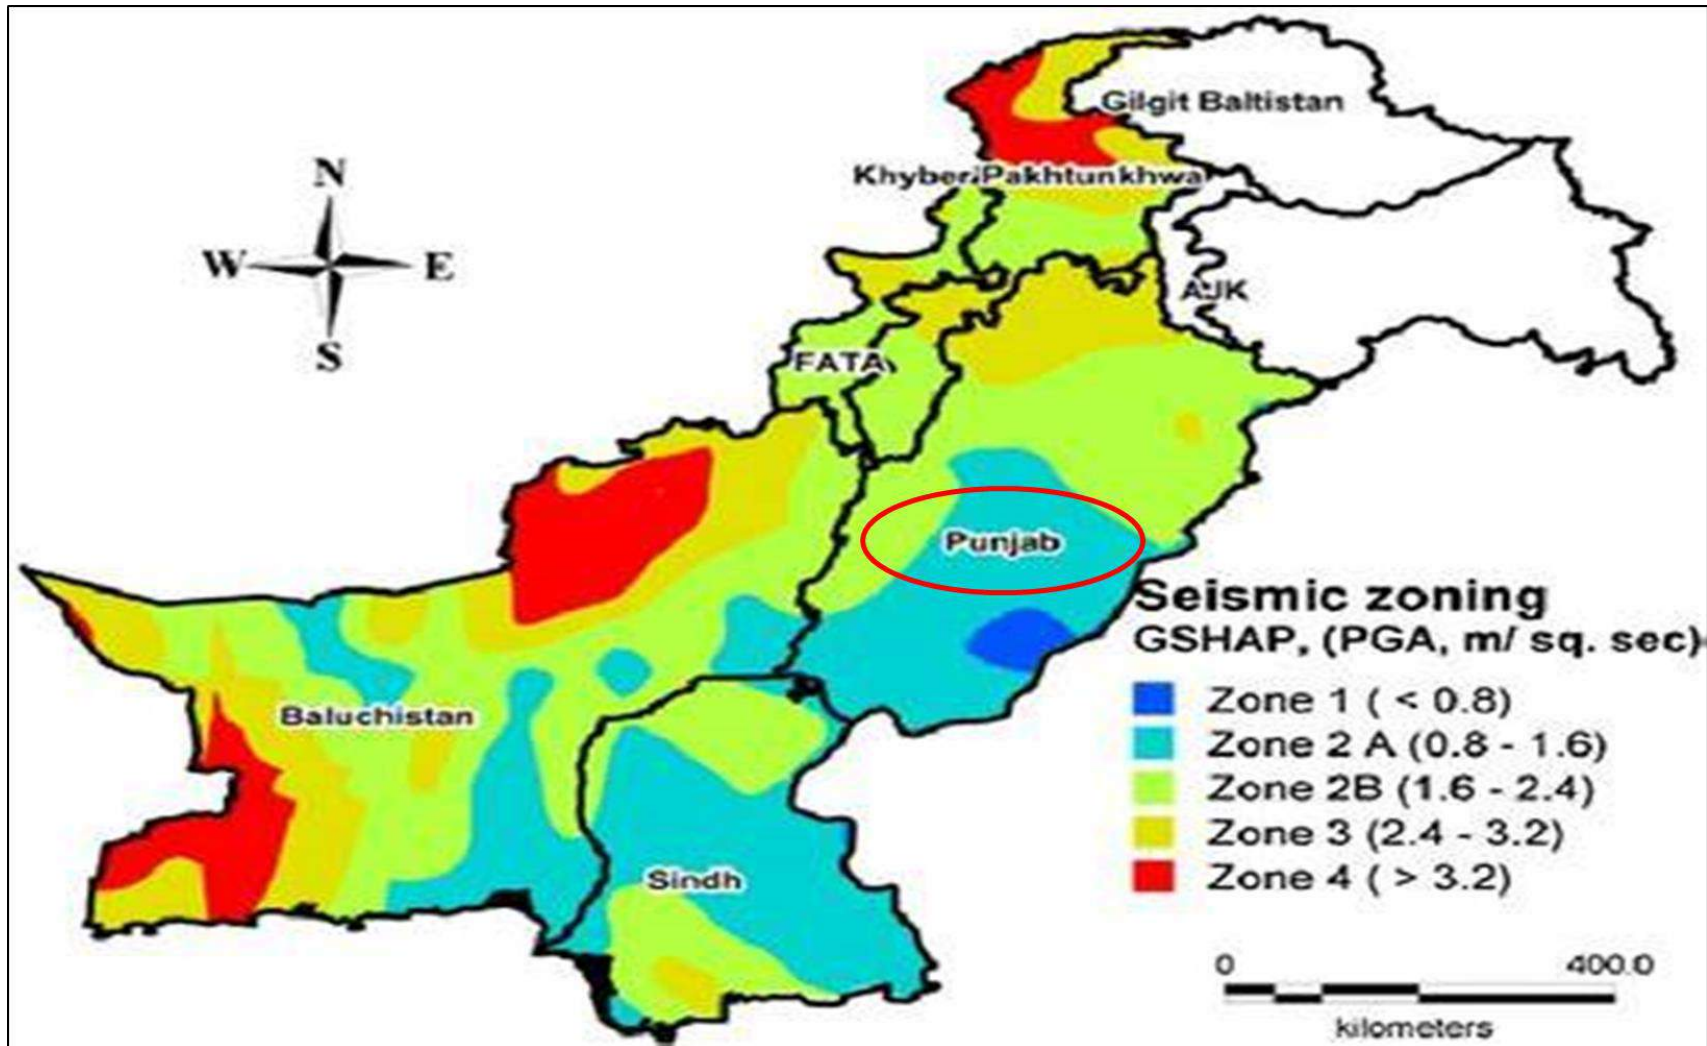 N
W E
S
Gilgit Baltistan
Khyber Pakhtunkhwa
AJK
FATA
Punjab
Baluchistan
Sindh
Seismic zoning
GSHAP, (PGA, m/ sq. sec)
Zone 1 ( < 0.8)
Zone 2 A (0.8 - 1.6)
Zone 2B (1.6 - 2.4)
Zone 3 (2.4 - 3.2)
Zone 4 ( > 3.2)
0 400.0
kilometers